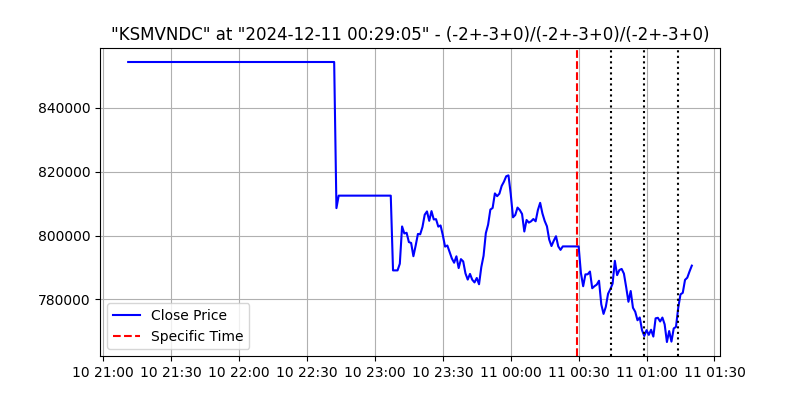 "KSMVNDC" at "2024-12-11 00:29:05" - (-2+-3+0)/(-2+-3+0)/(-2+-3+0)
840000
820000
800000
780000
Close Price
Specific Time
10 21:00 10 21:30 10 22:00 10 22:30 10 23:00 10 23:30 11 00:00 11 00:30 11 01:00 11 01:30